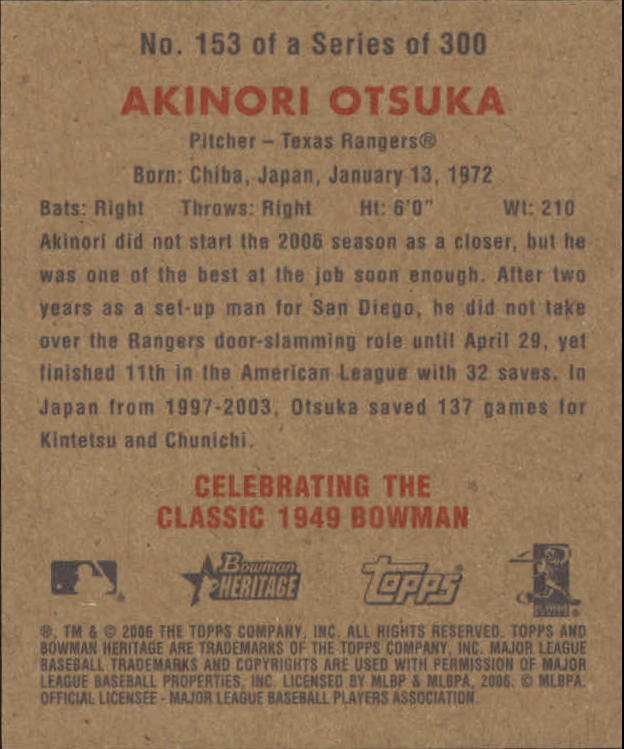 No. 153 of a Series of 300
AKINORI OTSUKA
Pitcher – Texas Rangers®
Born: Chiba, Japan, January 13, 1972
Bats: Right Throws: Right Ht: 6'0" Wt: 210
Akinori did not start the 2006 season as a closer, but he
was one of the best at the job soon enough. After two
years as a set-up man for San Diego, he did not take
over the Rangers door-slamming role until April 29, yet
finished 11th in the American League with 32 saves. In
Japan from 1997-2003, Otsuka saved 137 games for
Kintetsu and Chunichi.
CELEBRATING THE
CLASSIC 1949 BOWMAN
Bowman
HERITAGE
Topps
®, TM & © 2006 THE TOPPS COMPANY, INC. ALL RIGHTS RESERVED. TOPPS AND
BOWMAN HERITAGE ARE TRADEMARKS OF THE TOPPS COMPANY, INC. MAJOR LEAGUE
BASEBALL TRADEMARKS AND COPYRIGHTS ARE USED WITH PERMISSION OF MAJOR
LEAGUE BASEBALL PROPERTIES, INC. LICENSED BY MLBP & MLBPA, 2006. © MLBPA.
OFFICIAL LICENSEE - MAJOR LEAGUE BASEBALL PLAYERS ASSOCIATION.